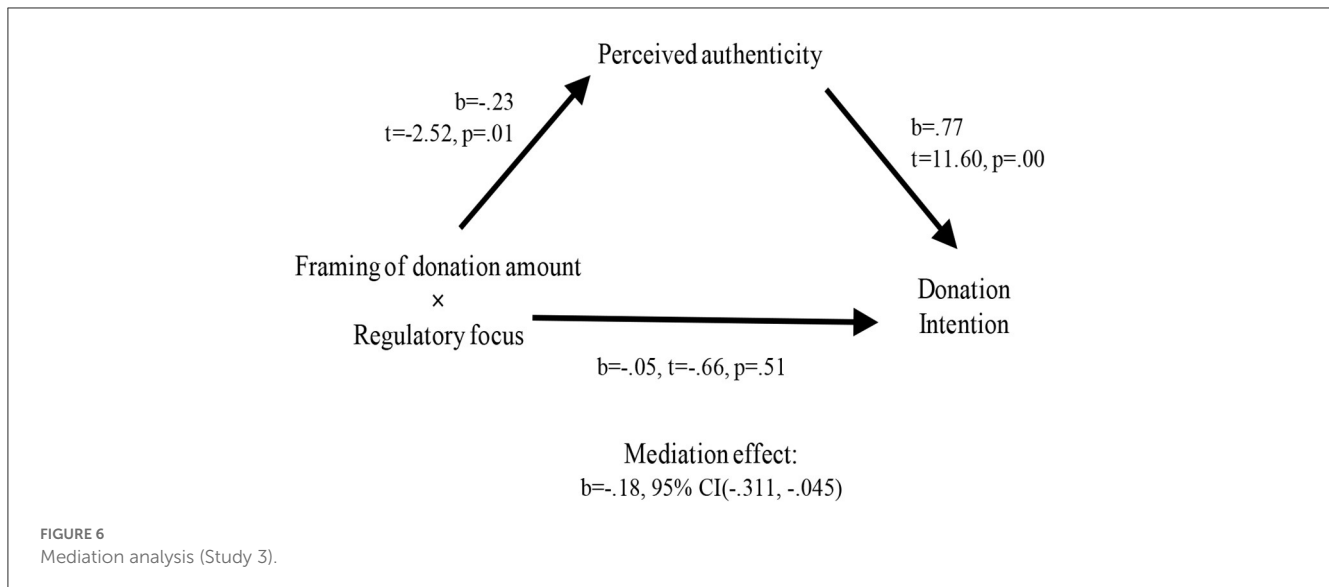 Perceived authenticity
b=-.23
t=-2.52, p=.01
b=.77
t=11.60, p=.00
Framing of donation amount
×
Regulatory focus
Donation
Intention
b=-.05, t=-.66, p=.51
Mediation effect:
b=-.18, 95% CI(-.311, -.045)
FIGURE 6
Mediation analysis (Study 3).